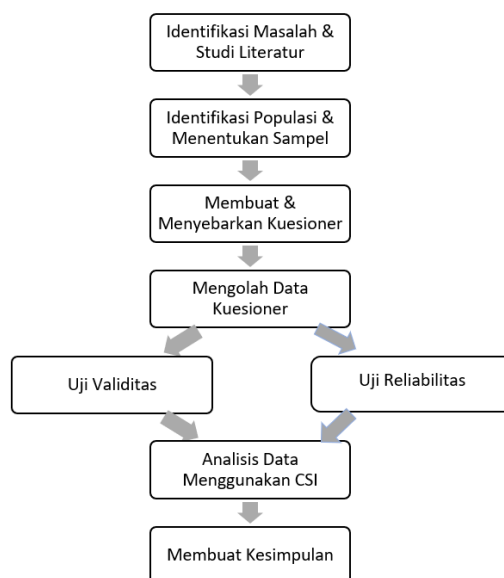 Identifikasi Masalah &
Studi Literatur
Identifikasi Populasi &
Menentukan Sampel
Membuat &
Menyebarkan Kuesioner
Mengolah Data
Kuesioner
Uji Validitas
Uji Reliabilitas
Analisis Data
Menggunakan CSI
Membuat Kesimpulan